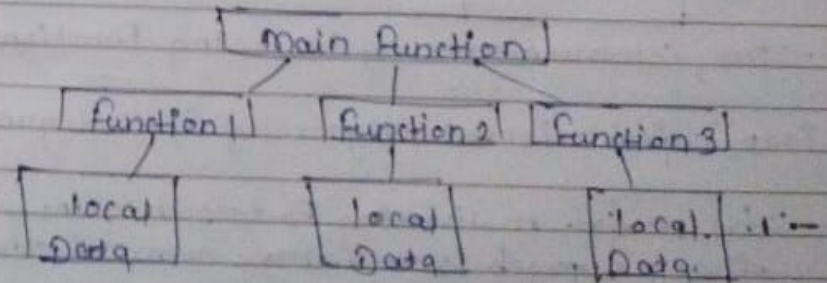 Main Function
Function 1 Function 2 Function 3
local local local.
Data Data Data.